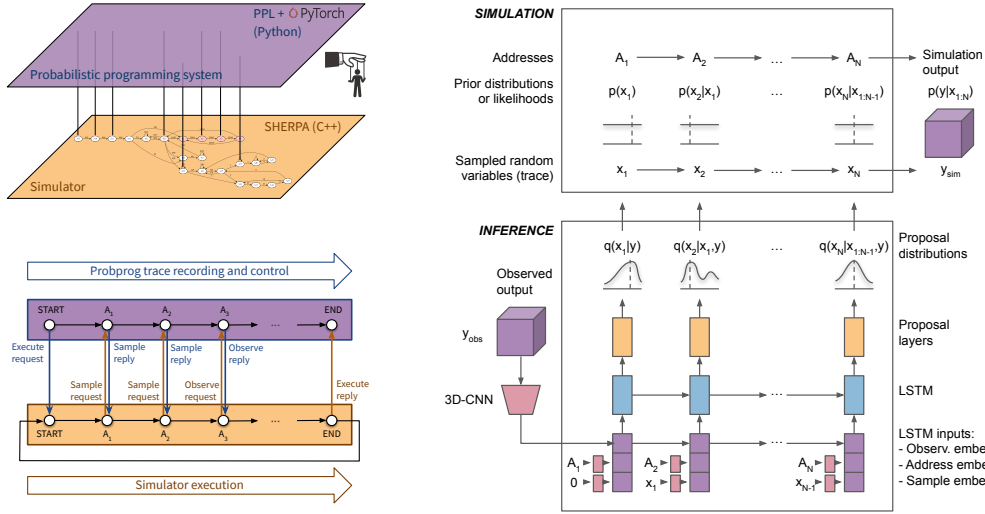 PPL + PyTorch
(Python)
Probabilistic programming system
SHERPA (C++)
Simulator
Probprog trace recording and control
START A1 A2 A3 ... END
Execute request
Sample reply
Sample reply
Observe reply
Sample request
Sample request
Observe request
Execute reply
START A1 A2 A3 ... END
Simulator execution
SIMULATION
Addresses
A1 A2 ... AN
Simulation output
Prior distributions or likelihoods
p(x1) p(x2|x1) ... p(xN|x1:N-1) p(y|x1:N)
Sampled random variables (trace)
x1 x2 ... xN ysim
INFERENCE
q(x1|y) q(x2|x1,y) ... q(xN|x1:N-1,y)
Proposal distributions
Observed output
yobs
Proposal layers
3D-CNN
LSTM
...
LSTM inputs:
- Observ. embe
- Address embe
- Sample embe
...
A1 A2 AN
0 x1 xN-1